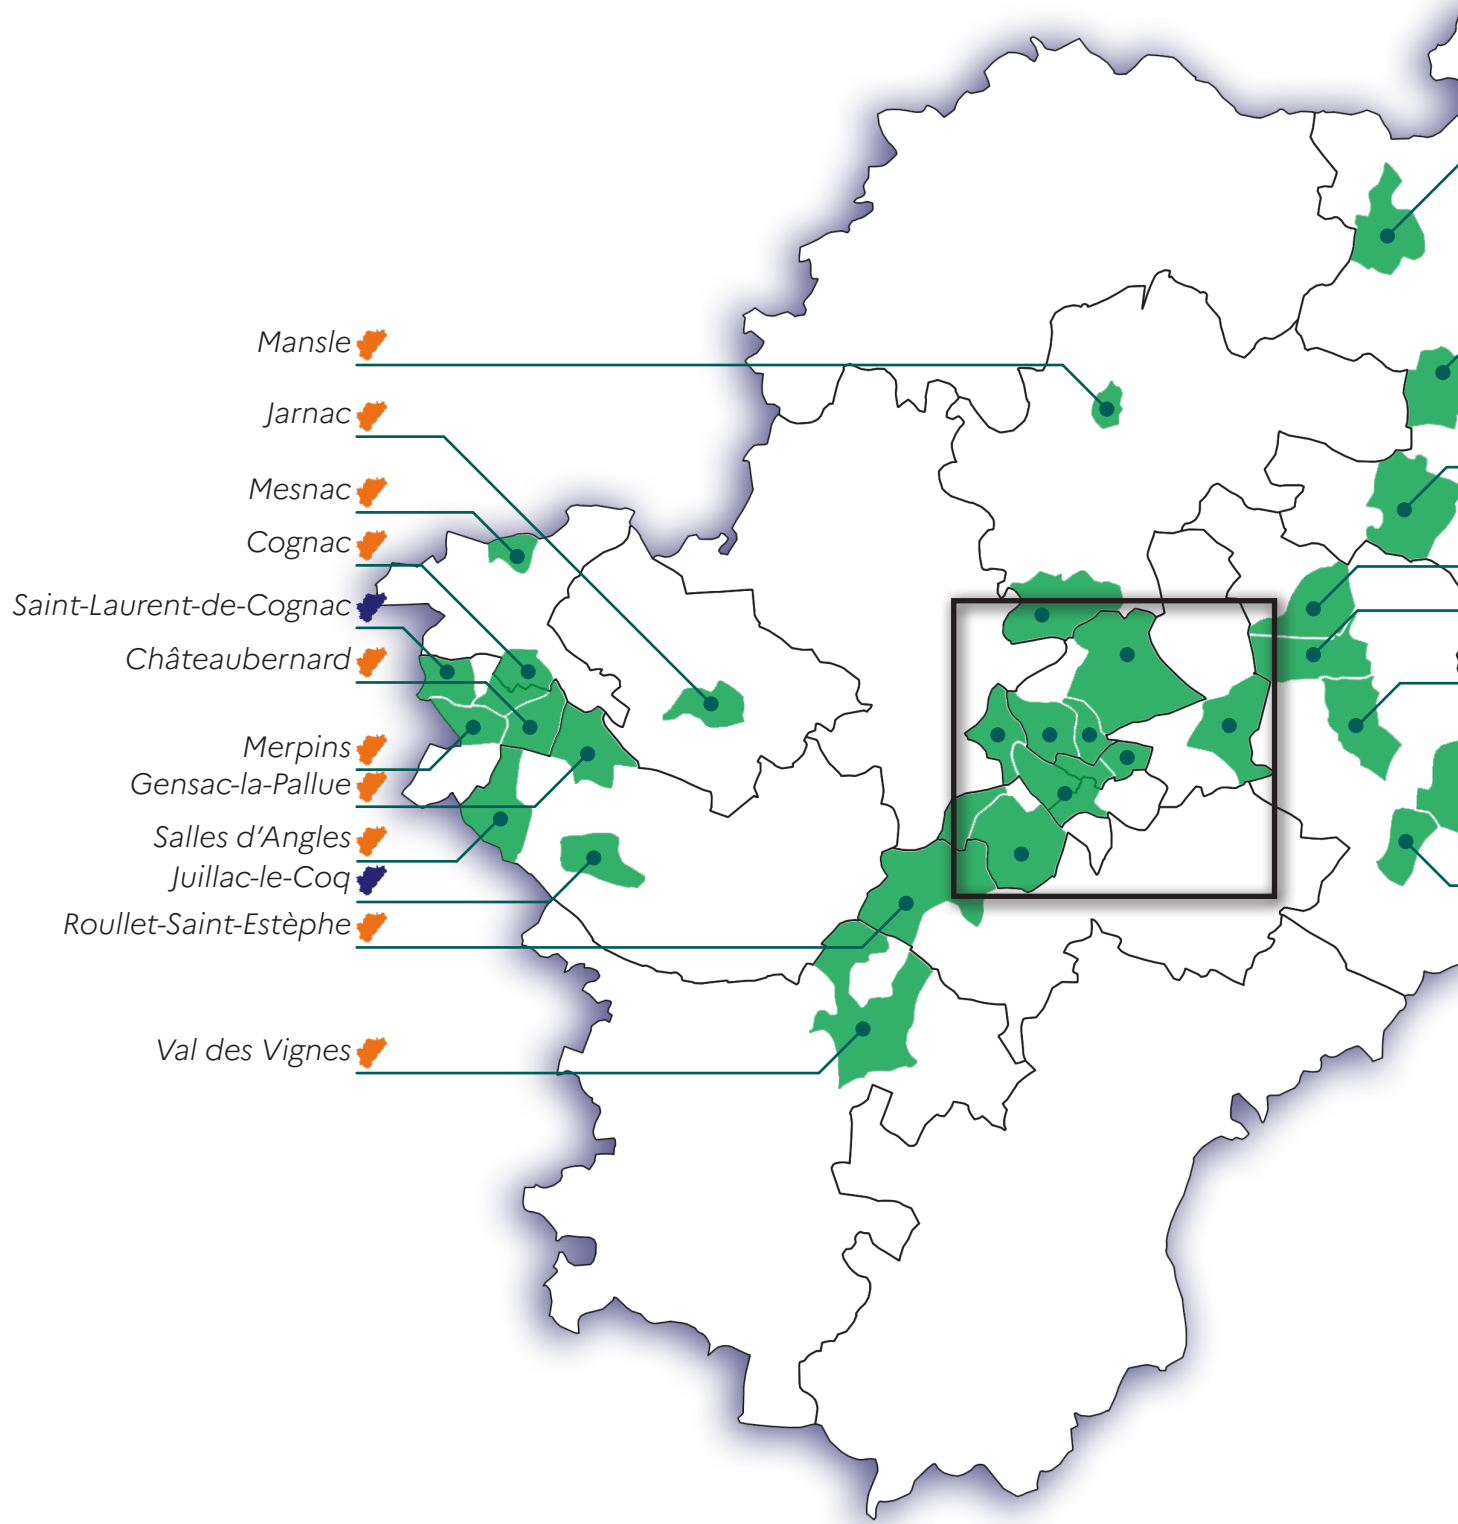 Mansle
Jarnac
Mesnac
Cognac
Saint-Laurent-de-Cognac
Châteaubernard
Merpins
Gensac-la-Pallue
Salles d'Angles
Juillac-le-Coq
Roullet-Saint-Estèphe
Val des Vignes